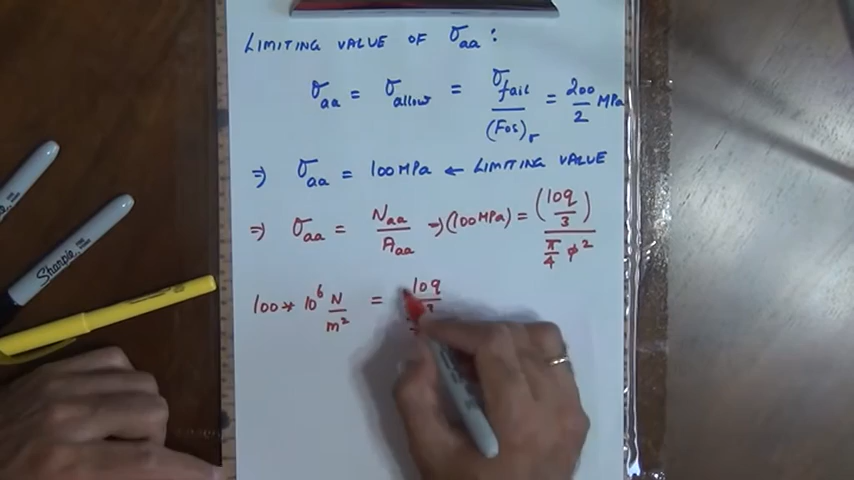 LIMITING VALUE OF σaa :
σaa = σallow = σfail / (FOS)r = 200/2 MPa
⇒ σaa = 100 MPa ← LIMITING VALUE
⇒ σaa = Naa / Aaa → (100 MPa) = (10q/3) / (π/4 φ²)
100 * 10⁶ N/m² = 10q
Sharpie